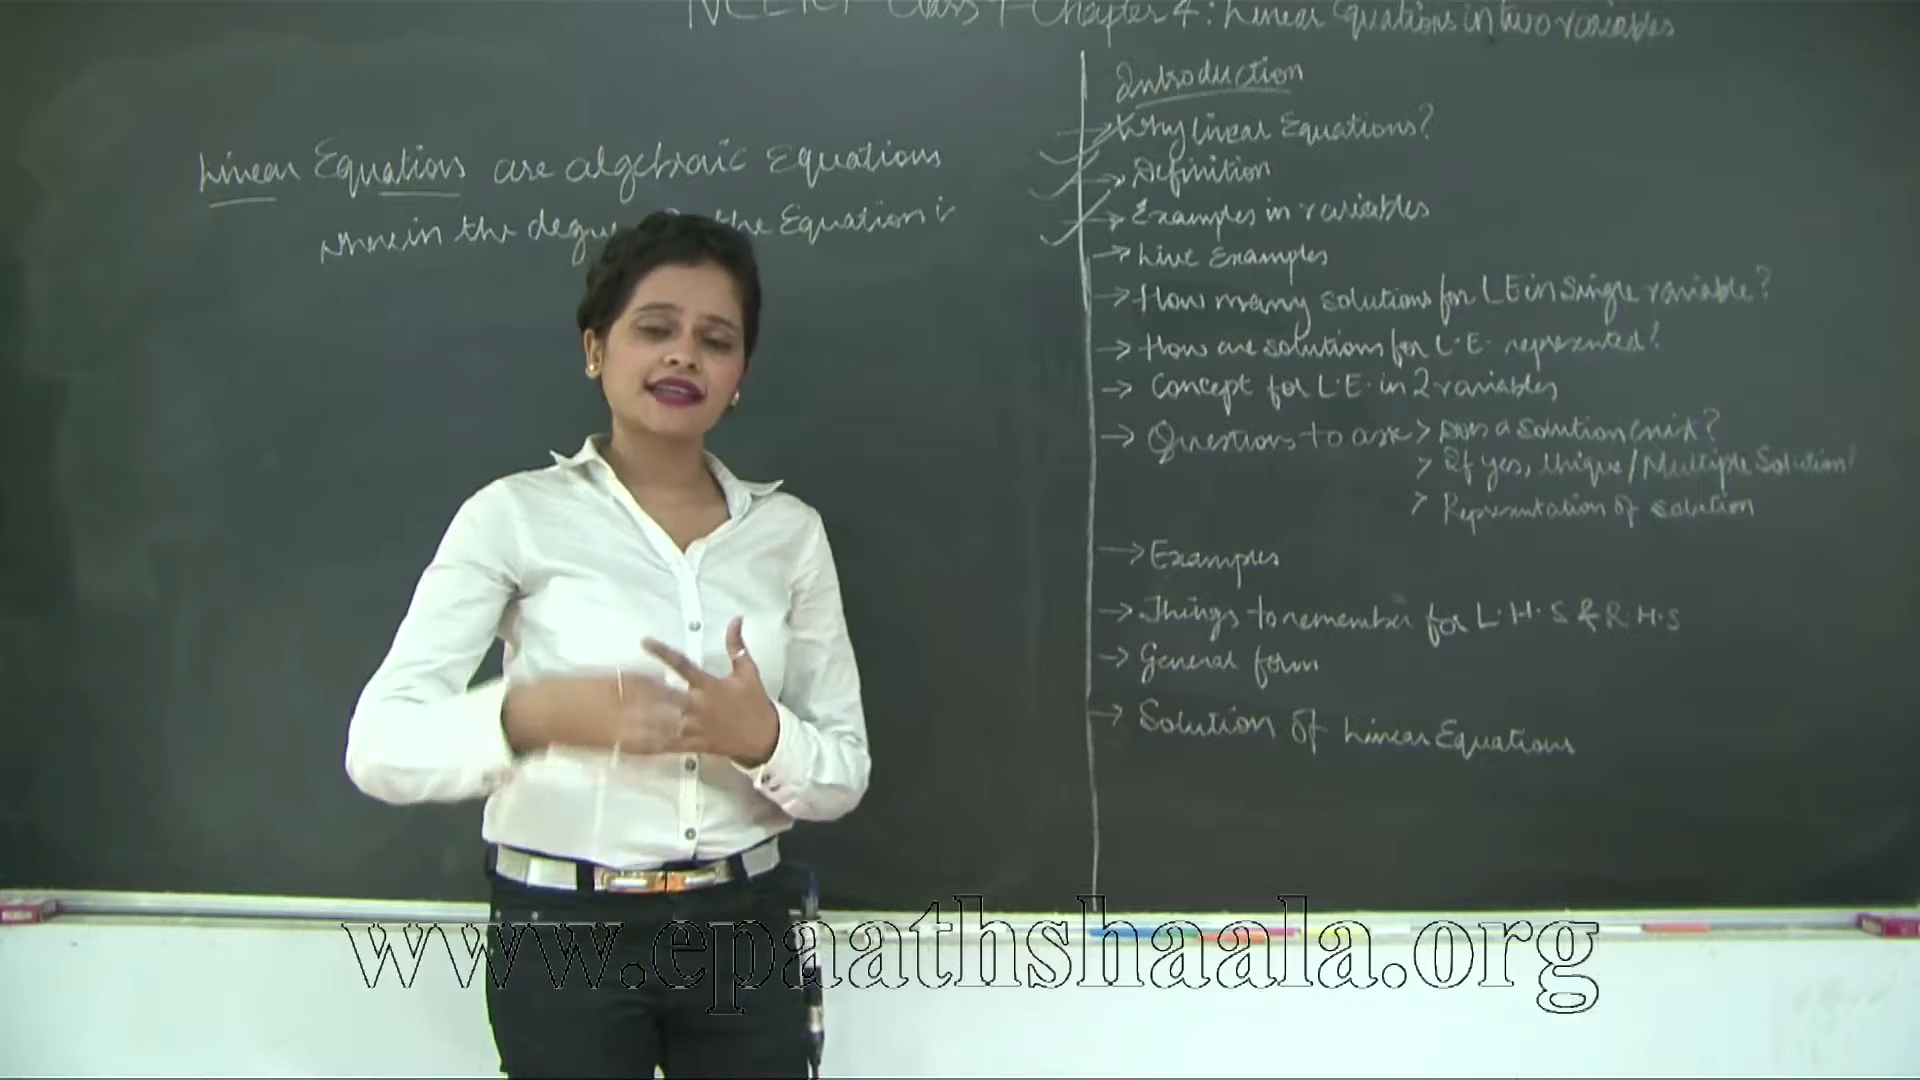 NCERT Class 9 Chapter 4: Linear Equations in two variables
Linear Equations are algebraic Equations
wherein the degree the Equation is
Introduction
→ Why Linear Equations?
→ Definition
→ Examples in variables
→ Live Examples
→ How many solutions for LE in Single variable?
→ How are solutions for L.E. represented?
→ Concept for L.E. in 2 variables
→ Questions to ask > Does a solution exist?
> If yes, Unique/Multiple Solution?
> Representation of solution
→ Examples
→ Things to remember for L.H.S & R.H.S
→ General form
→ Solution of Linear Equations
www.epaathshaala.org